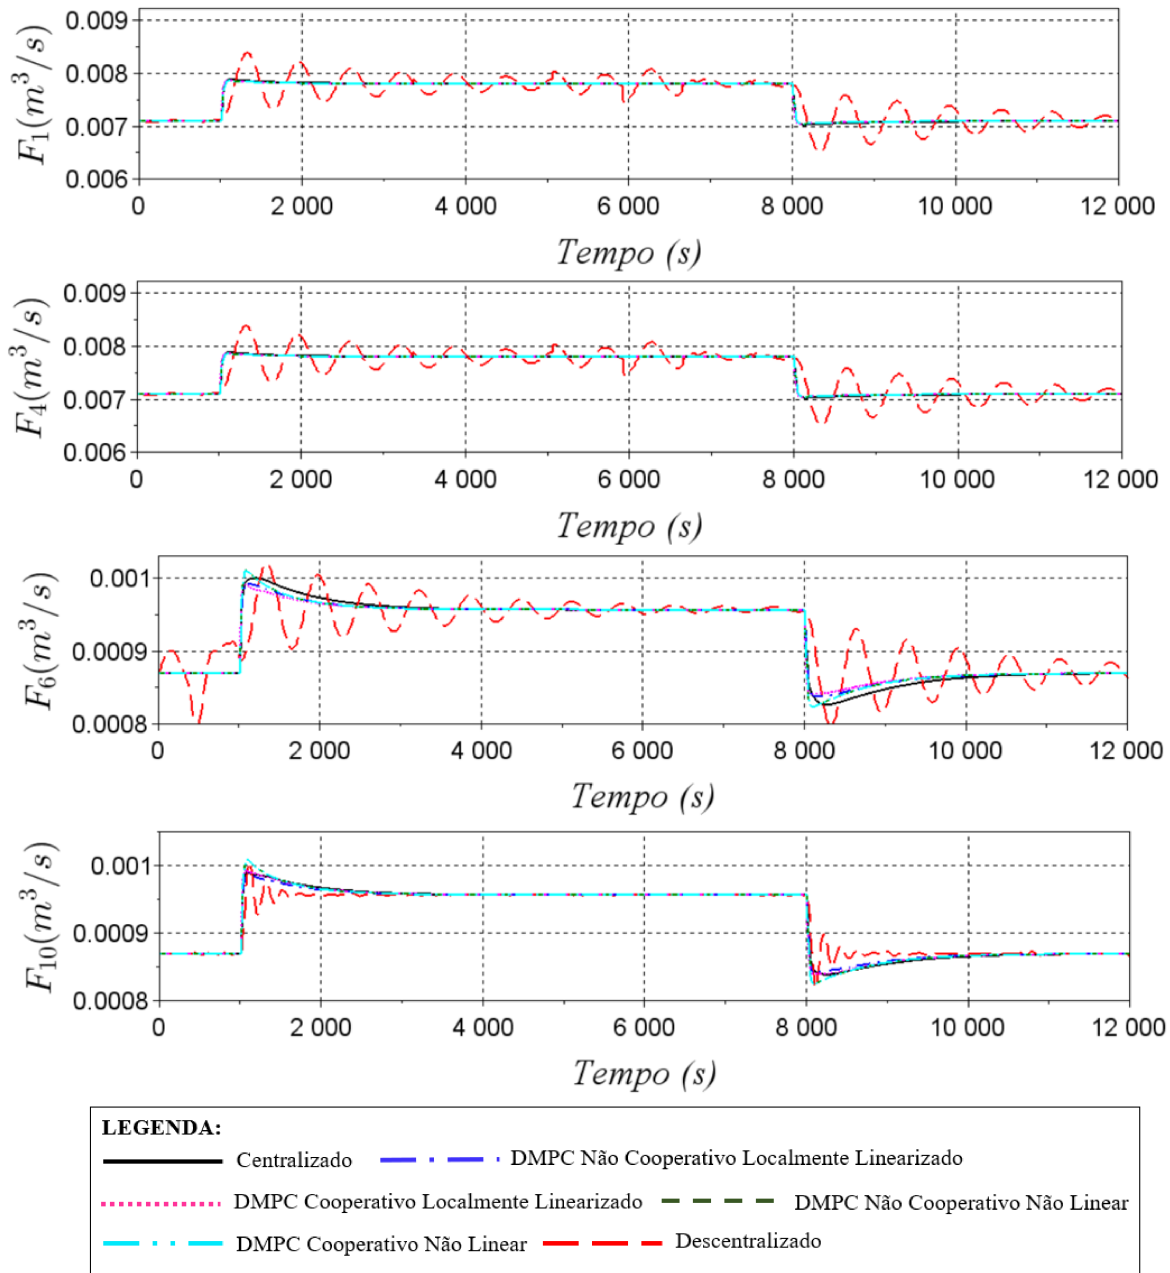 0.009
0.008
0.007
0.006
F₁(m³/s)
0 2 000 4 000 6 000 8 000 10 000 12 000
Tempo (s)
0.009
0.008
0.007
0.006
F₄(m³/s)
0 2 000 4 000 6 000 8 000 10 000 12 000
Tempo (s)
0.001
0.0009
0.0008
F₆(m³/s)
0 2 000 4 000 6 000 8 000 10 000 12 000
Tempo (s)
0.001
0.0009
0.0008
F₁₀(m³/s)
0 2 000 4 000 6 000 8 000 10 000 12 000
Tempo (s)
LEGENDA:
Centralizado DMPC Não Cooperativo Localmente Linearizado
DMPC Cooperativo Localmente Linearizado DMPC Não Cooperativo Não Linear
DMPC Cooperativo Não Linear Descentralizado